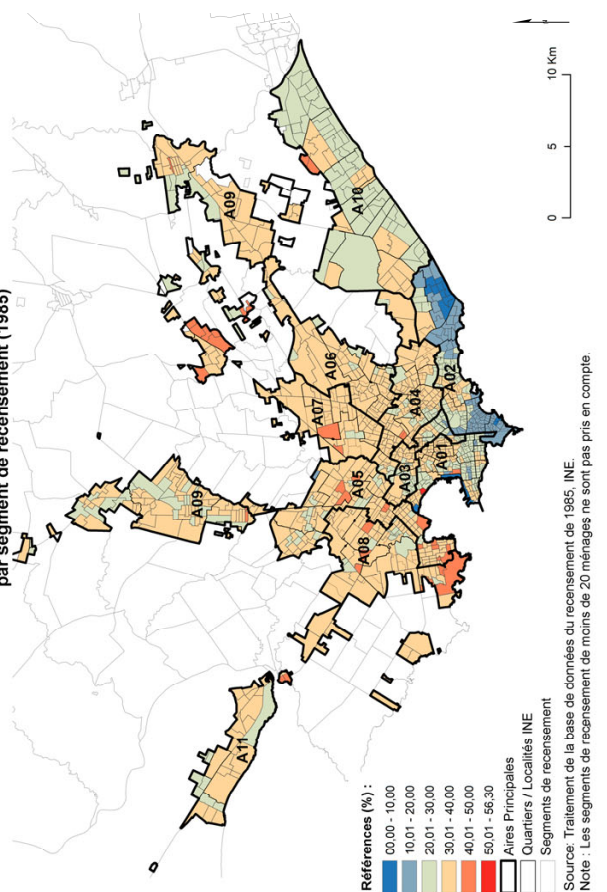 par segment de recensement (1985)
A09
A09
A10
A06
A07
A04
A02
A05
A03
A01
A08
A11
0 5 10 Km
Références (%) :
00,00 - 10,00
10,01 - 20,00
20,01 - 30,00
30,01 - 40,00
40,01 - 50,00
50,01 - 56,30
Aires Principales
Quartiers / Localités INE
Segments de recensement
Source: Traitement de la base de données du recensement de 1985, INE.
Note : Les segments de recensement de moins de 20 ménages ne sont pas pris en compte.